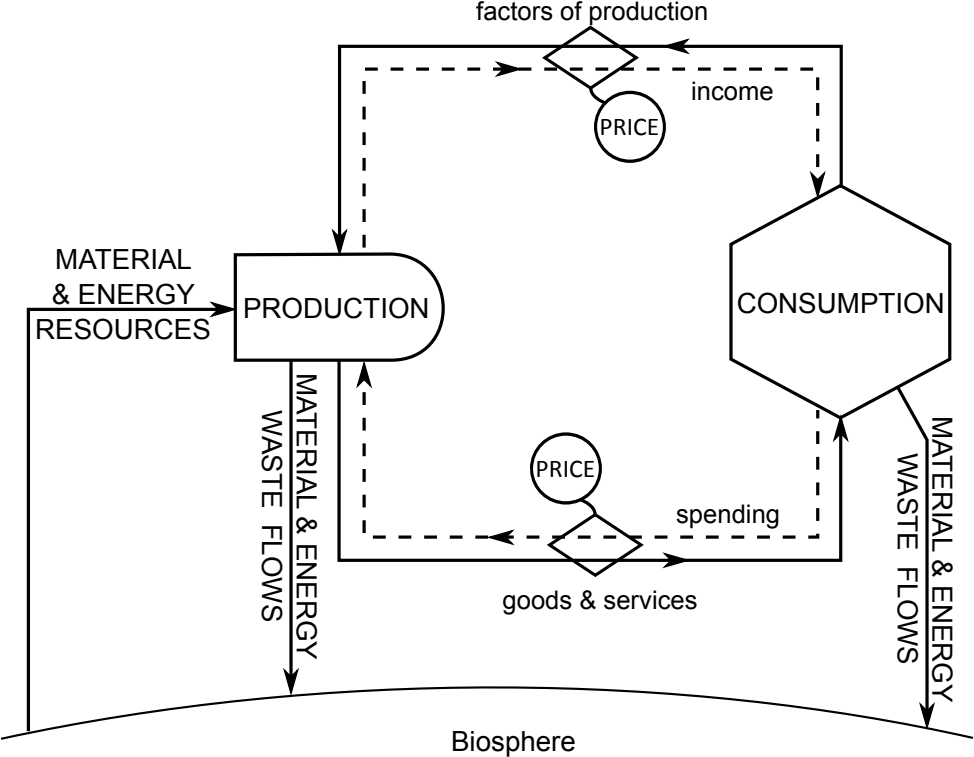 factors of production
income
PRICE
MATERIAL
& ENERGY
RESOURCES
PRODUCTION
CONSUMPTION
MATERIAL & ENERGY
WASTE FLOWS
PRICE
spending
goods & services
MATERIAL & ENERGY
WASTE FLOWS
Biosphere